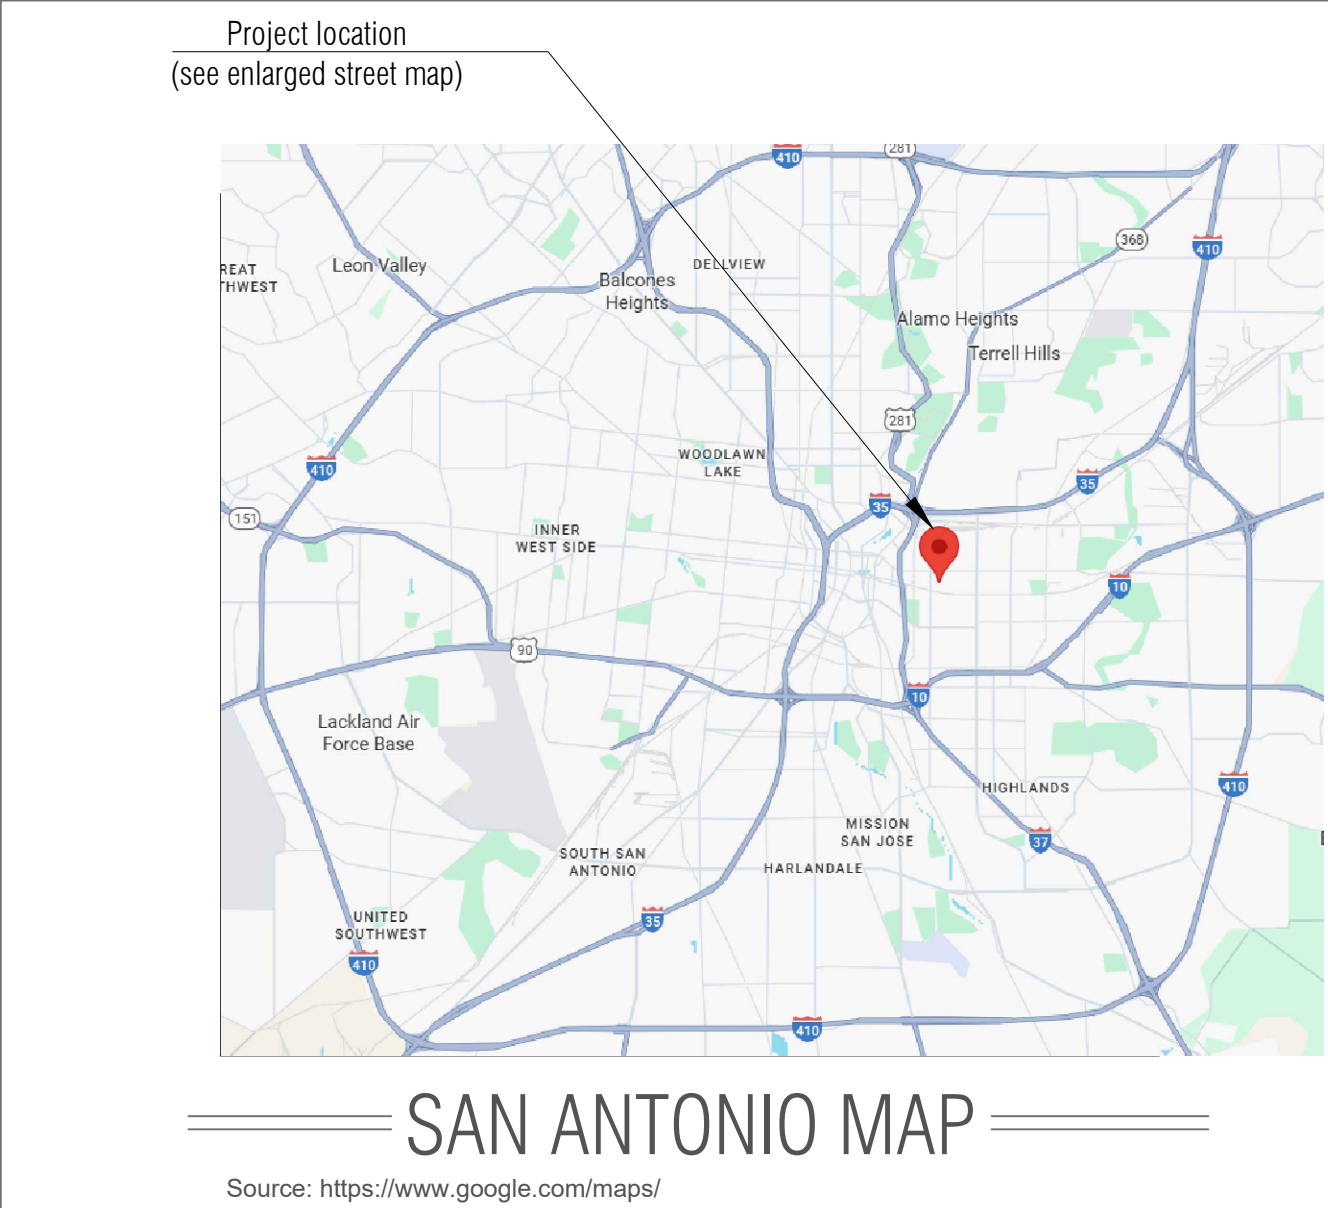 Project location
(see enlarged street map)
410
281
368
410
Leon Valley
REAT
THWEST
DELLVIEW
Balcones
Heights
Alamo Heights
Terrell Hills
281
WOODLAWN
LAKE
410
35
35
151
INNER
WEST SIDE
10
90
10
Lackland Air
Force Base
HIGHLANDS
410
MISSION
SAN JOSE
37
SOUTH SAN
ANTONIO
HARLANDALE
35
UNITED
SOUTHWEST
410
410
SAN ANTONIO MAP
Source: https://www.google.com/maps/